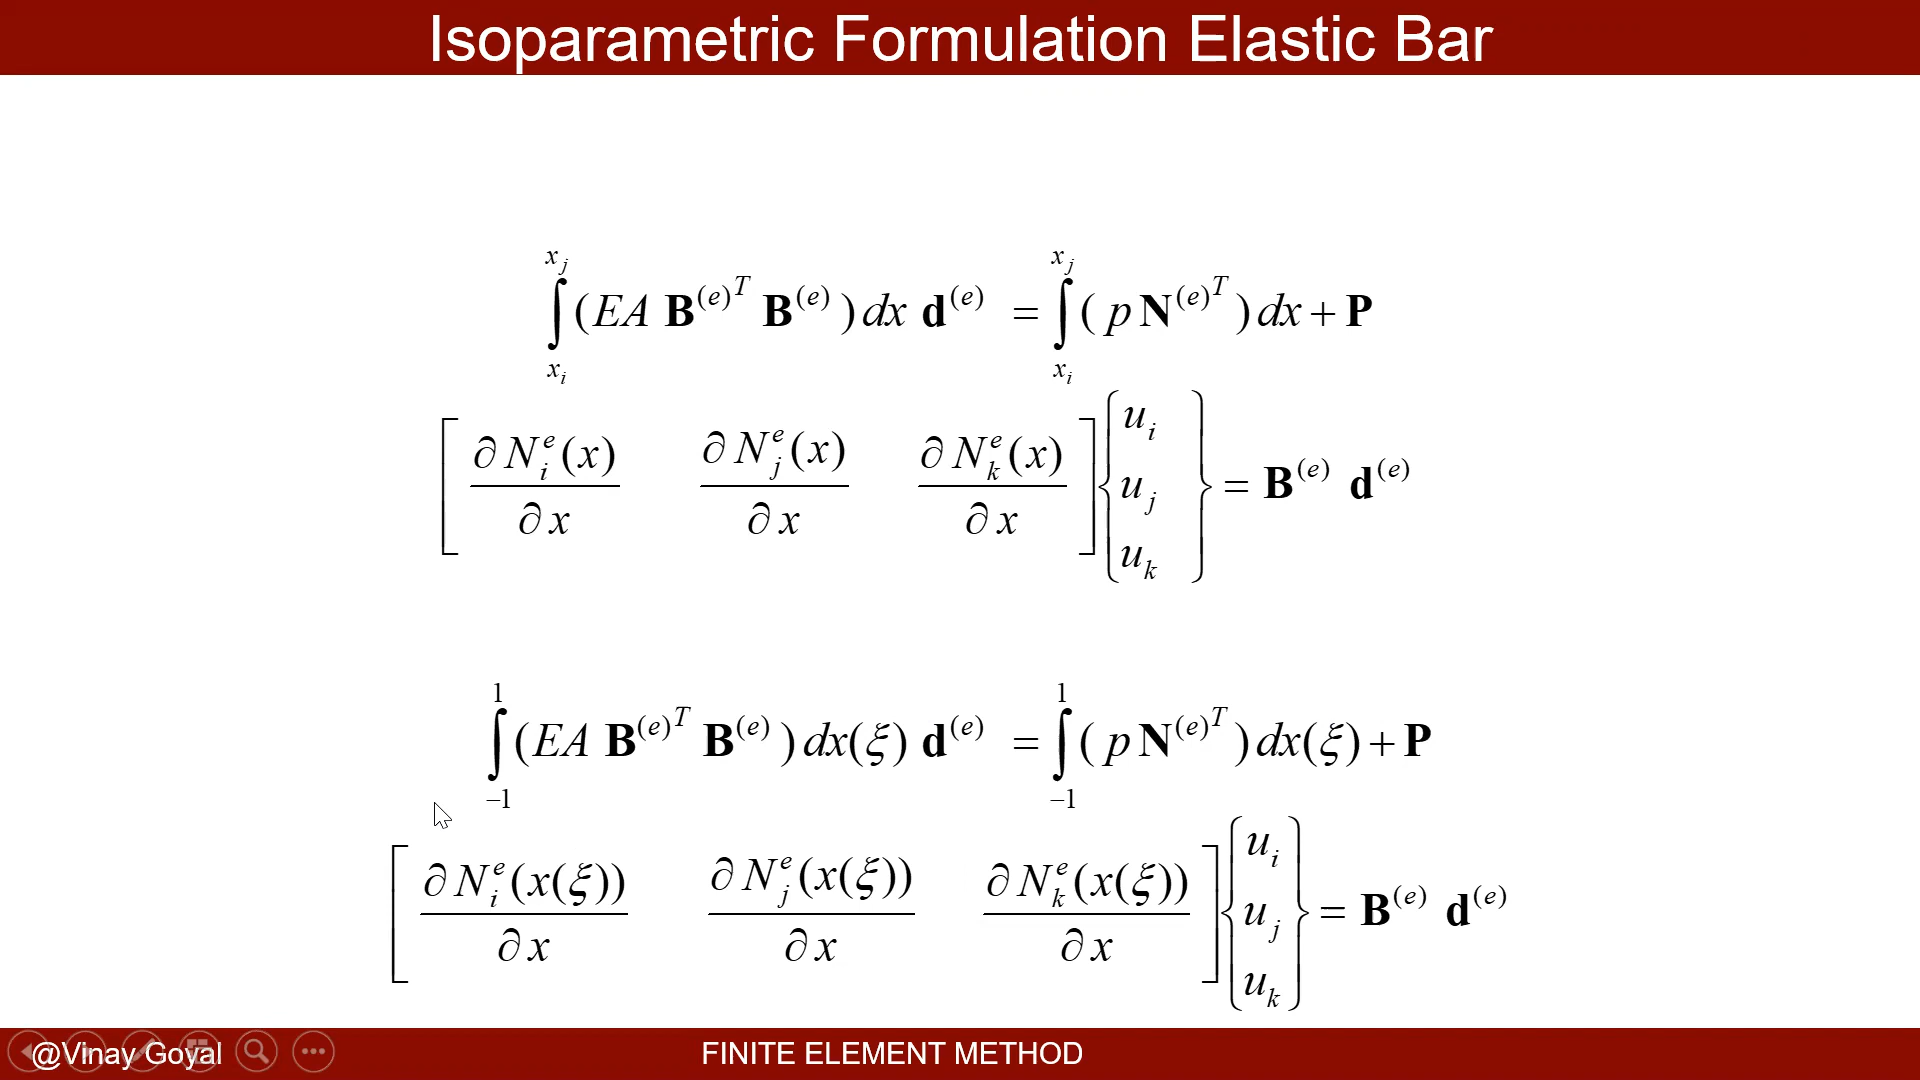 Isoparametric Formulation Elastic Bar
∫_{x_i}^{x_j} (EA 𝐁^{(e)^T} 𝐁^{(e)}) dx 𝐝^{(e)} = ∫_{x_i}^{x_j} (p 𝐍^{(e)^T}) dx + 𝐏
[∂N_i^e(x)/∂x ∂N_j^e(x)/∂x ∂N_k^e(x)/∂x] {u_i u_j u_k} = 𝐁^{(e)} 𝐝^{(e)}
∫_{−1}^{1} (EA 𝐁^{(e)^T} 𝐁^{(e)}) dx(ξ) 𝐝^{(e)} = ∫_{−1}^{1} (p 𝐍^{(e)^T}) dx(ξ) + 𝐏
[∂N_i^e(x(ξ))/∂x ∂N_j^e(x(ξ))/∂x ∂N_k^e(x(ξ))/∂x] {u_i u_j u_k} = 𝐁^{(e)} 𝐝^{(e)}
@Vinay Goyal
FINITE ELEMENT METHOD